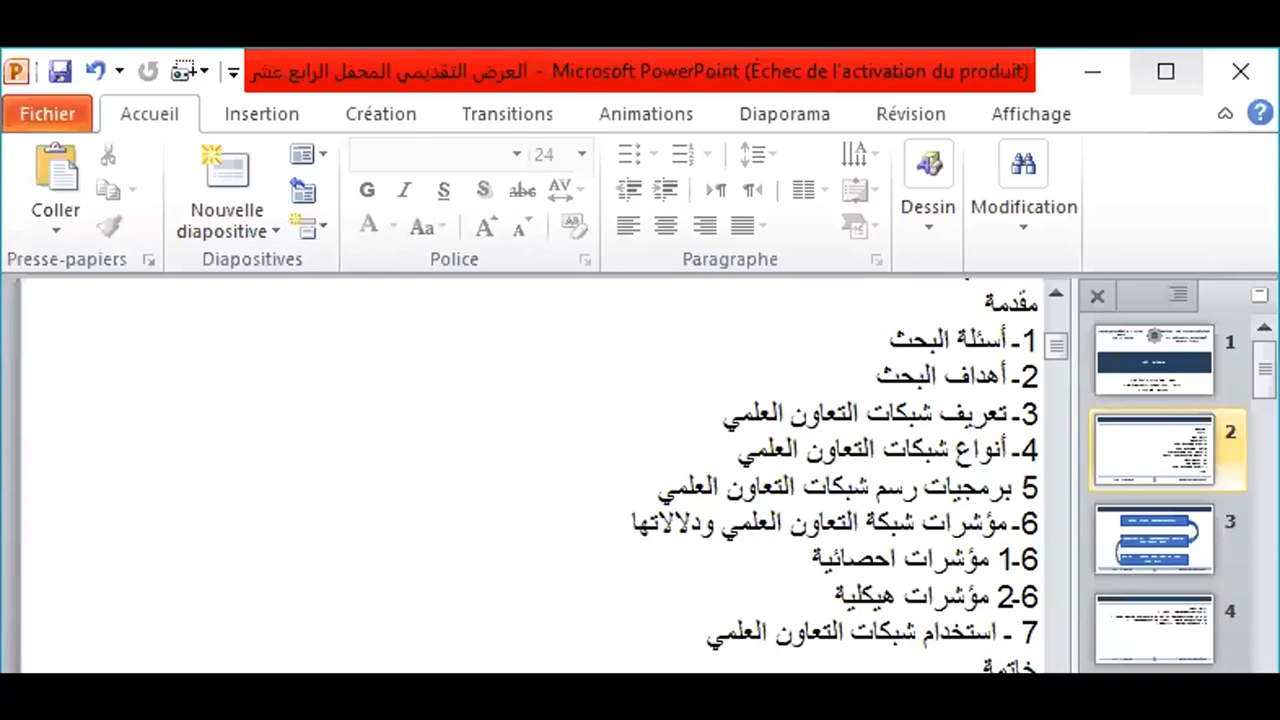 العرض التقديمي المحفل الرابع عشر - Microsoft PowerPoint (Échec de l'activation du produit)
Fichier Accueil Insertion Création Transitions Animations Diaporama Révision Affichage
24
Coller
Nouvelle diapositive
G I S S abc AV
A Aa A A
Dessin
Modification
Presse-papiers Diapositives Police Paragraphe
مقدمة
1- أسئلة البحث
2- أهداف البحث
3- تعريف شبكات التعاون العلمي
4- أنواع شبكات التعاون العلمي
5 برمجيات رسم شبكات التعاون العلمي
6- مؤشرات شبكة التعاون العلمي ودلالاتها
1-6 مؤشرات احصائية
2-6 مؤشرات هيكلية
7 - استخدام شبكات التعاون العلمي
خاتمة
1
2
3
4